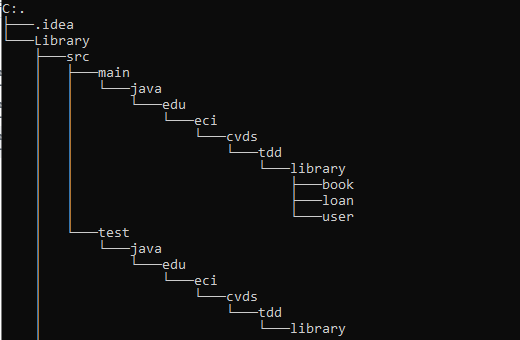 C:.
├───.idea
└───Library
    ├───src
    │   ├───main
    │   │   └───java
    │   │       └───edu
    │   │           └───eci
    │   │               └───cvds
    │   │                   └───tdd
    │   │                       └───library
    │   │                           ├───book
    │   │                           ├───loan
    │   │                           └───user
    │   └───test
    │       └───java
    │           └───edu
    │               └───eci
    │                   └───cvds
    │                       └───tdd
    │                           └───library